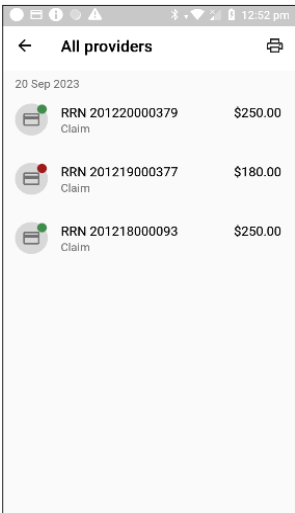 12:52 pm
All providers
20 Sep 2023
RRN 201220000379 $250.00
Claim
RRN 201219000377 $180.00
Claim
RRN 201218000093 $250.00
Claim